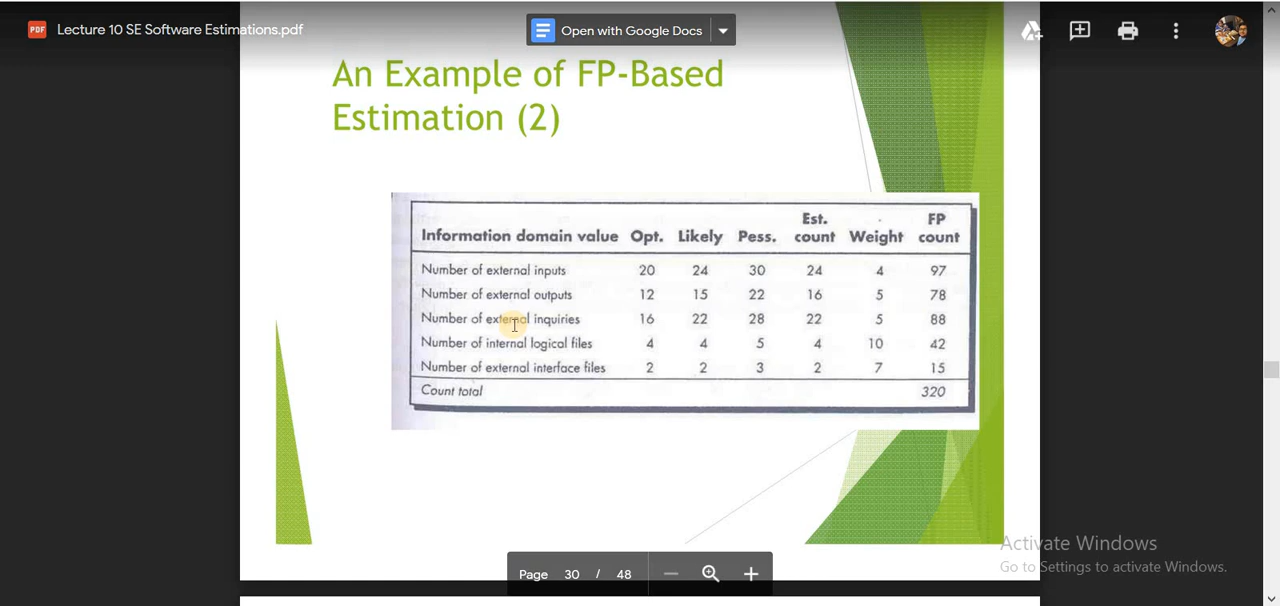 PDF Lecture 10 SE Software Estimations.pdf
Open with Google Docs
An Example of FP-Based
Estimation (2)
Information domain value Opt. Likely Pess. Est. count Weight FP count
Number of external inputs 20 24 30 24 4 97
Number of external outputs 12 15 22 16 5 78
Number of external inquiries 16 22 28 22 5 88
Number of internal logical files 4 4 5 4 10 42
Number of external interface files 2 2 3 2 7 15
Count total 320
Activate Windows
Go to Settings to activate Windows.
Page 30 / 48